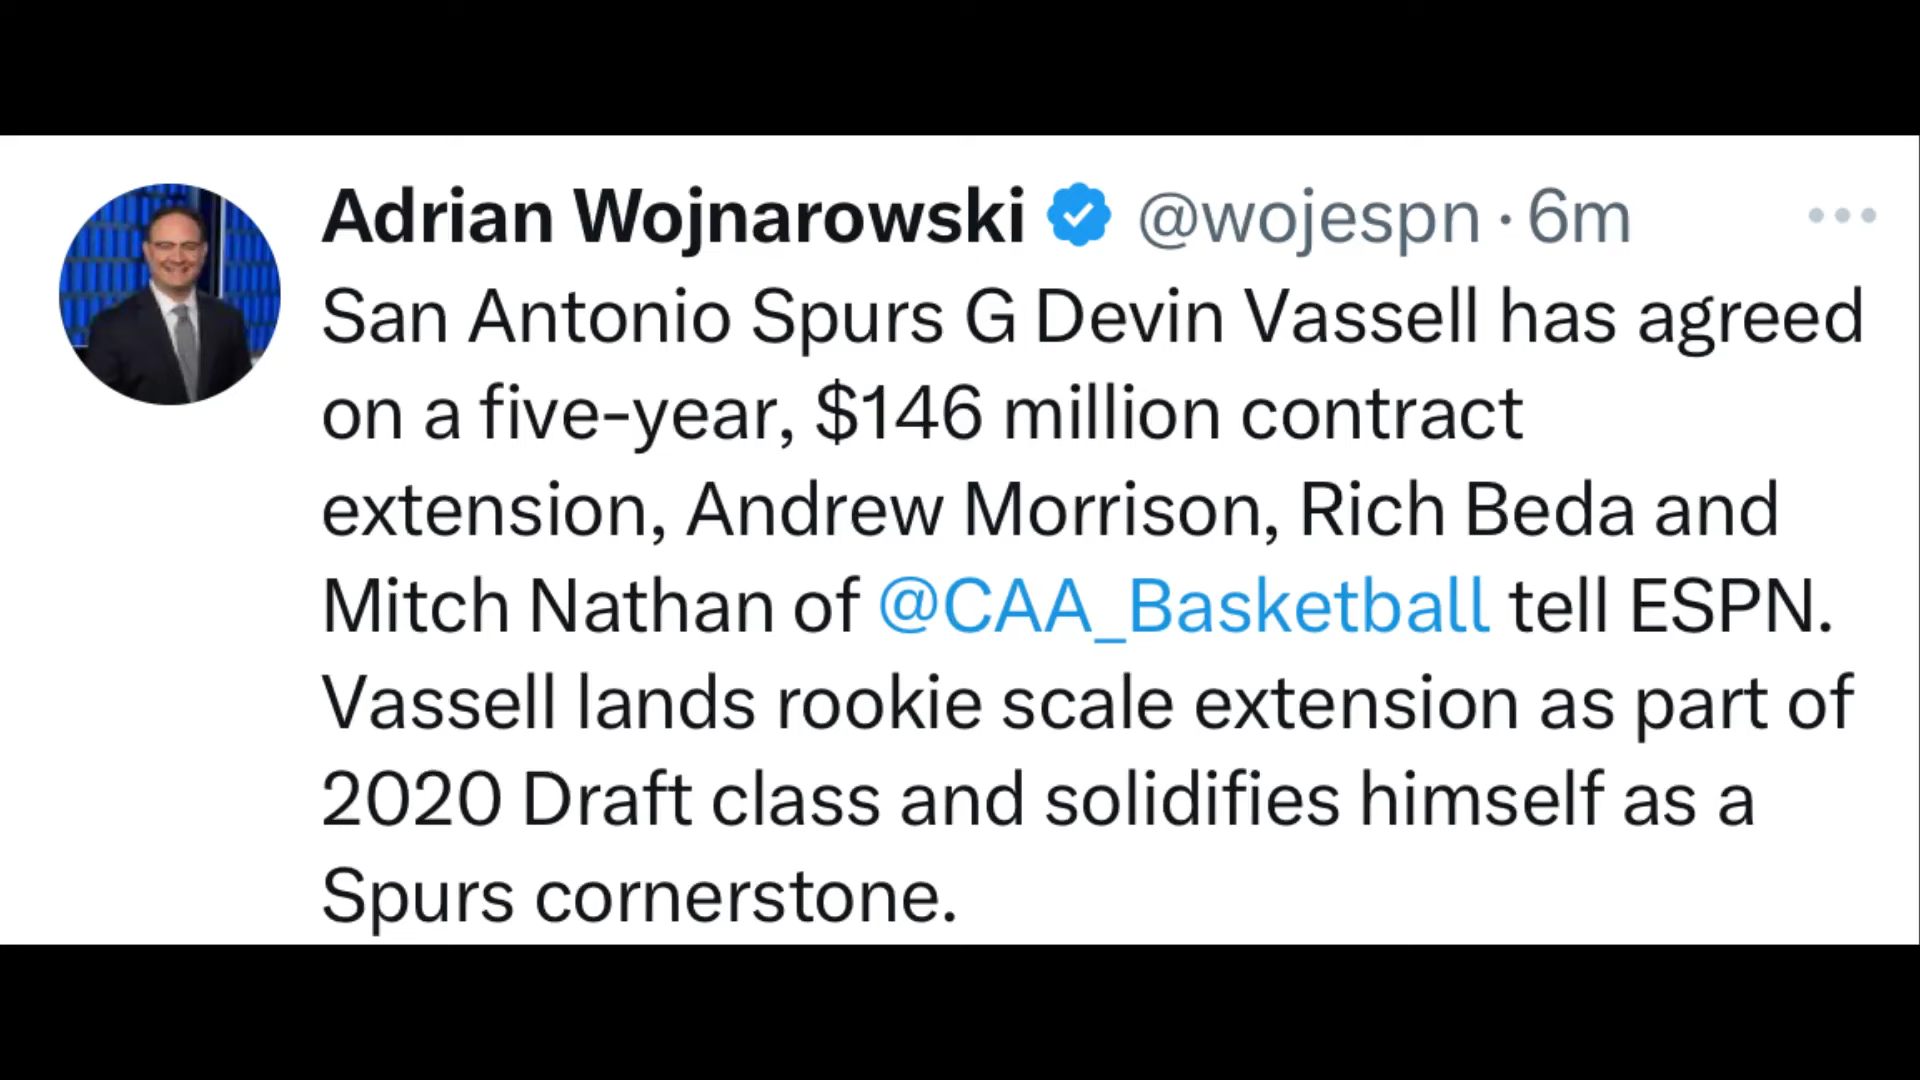 Adrian Wojnarowski @wojespn · 6m
San Antonio Spurs G Devin Vassell has agreed
on a five-year, $146 million contract
extension, Andrew Morrison, Rich Beda and
Mitch Nathan of @CAA_Basketball tell ESPN.
Vassell lands rookie scale extension as part of
2020 Draft class and solidifies himself as a
Spurs cornerstone.